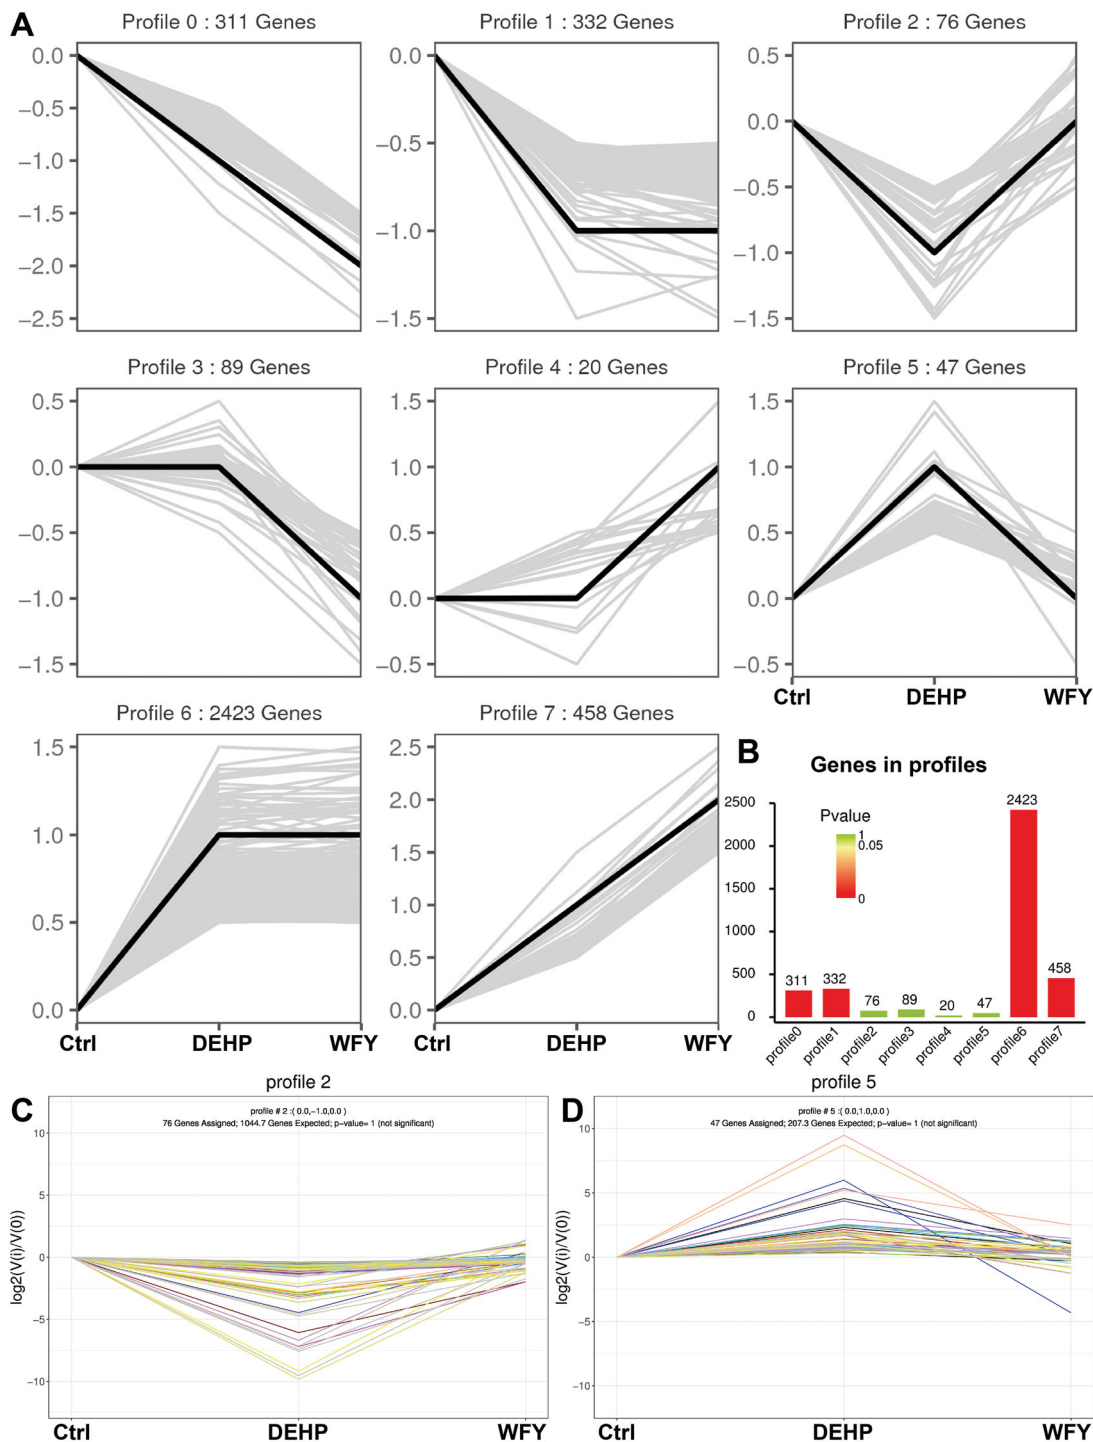 A
Profile 0 : 311 Genes
Profile 1 : 332 Genes
Profile 2 : 76 Genes
0.0
−0.5
−1.0
−1.5
−2.0
−2.5
0.0
−0.5
−1.0
−1.5
0.5
0.0
−0.5
−1.0
−1.5
Profile 3 : 89 Genes
Profile 4 : 20 Genes
Profile 5 : 47 Genes
0.5
0.0
−0.5
−1.0
−1.5
1.5
1.0
0.5
0.0
−0.5
1.5
1.0
0.5
0.0
−0.5
Ctrl DEHP WFY
Profile 6 : 2423 Genes
Profile 7 : 458 Genes
1.5
1.0
0.5
0.0
2.5
2.0
1.5
1.0
0.5
0.0
Ctrl DEHP WFY
Ctrl DEHP WFY
B
Genes in profiles
2500
2000
1500
1000
500
0
Pvalue
1
0.05
0
311
332
76
89
20
47
2423
458
profile0
profile1
profile2
profile3
profile4
profile5
profile6
profile7
C
profile 2
profile # 2 :( 0.0,−1.0,0.0 )
76 Genes Assigned; 1044.7 Genes Expected; p-value= 1 (not significant)
log2(V(i)/V(0))
10
5
0
−5
−10
Ctrl DEHP WFY
D
profile 5
profile # 5 :( 0.0,1.0,0.0 )
47 Genes Assigned; 207.3 Genes Expected; p-value= 1 (not significant)
log2(V(i)/V(0))
10
5
0
−5
−10
Ctrl DEHP WFY